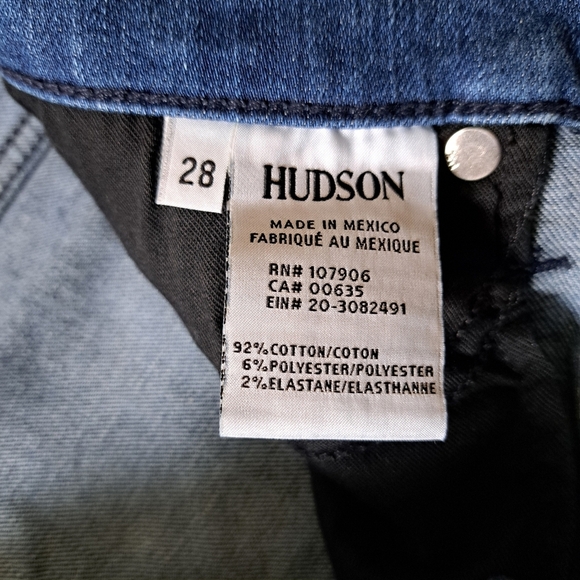 28
HUDSON
MADE IN MEXICO
FABRIQUÉ AU MEXIQUE
RN# 107906
CA# 00635
EIN# 20-3082491
92% COTTON/COTON
6% POLYESTER/POLYESTER
2% ELASTANE/ELASTHANNE